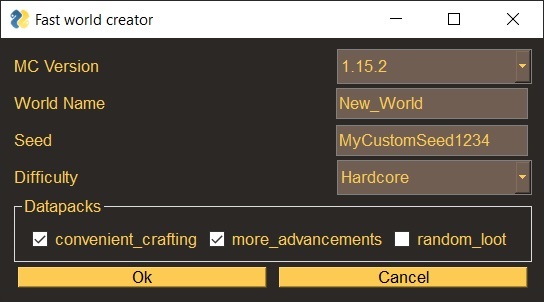 Fast world creator
MC Version 1.15.2
World Name New_World
Seed MyCustomSeed1234
Difficulty Hardcore
Datapacks
convenient_crafting more_advancements random_loot
Ok Cancel